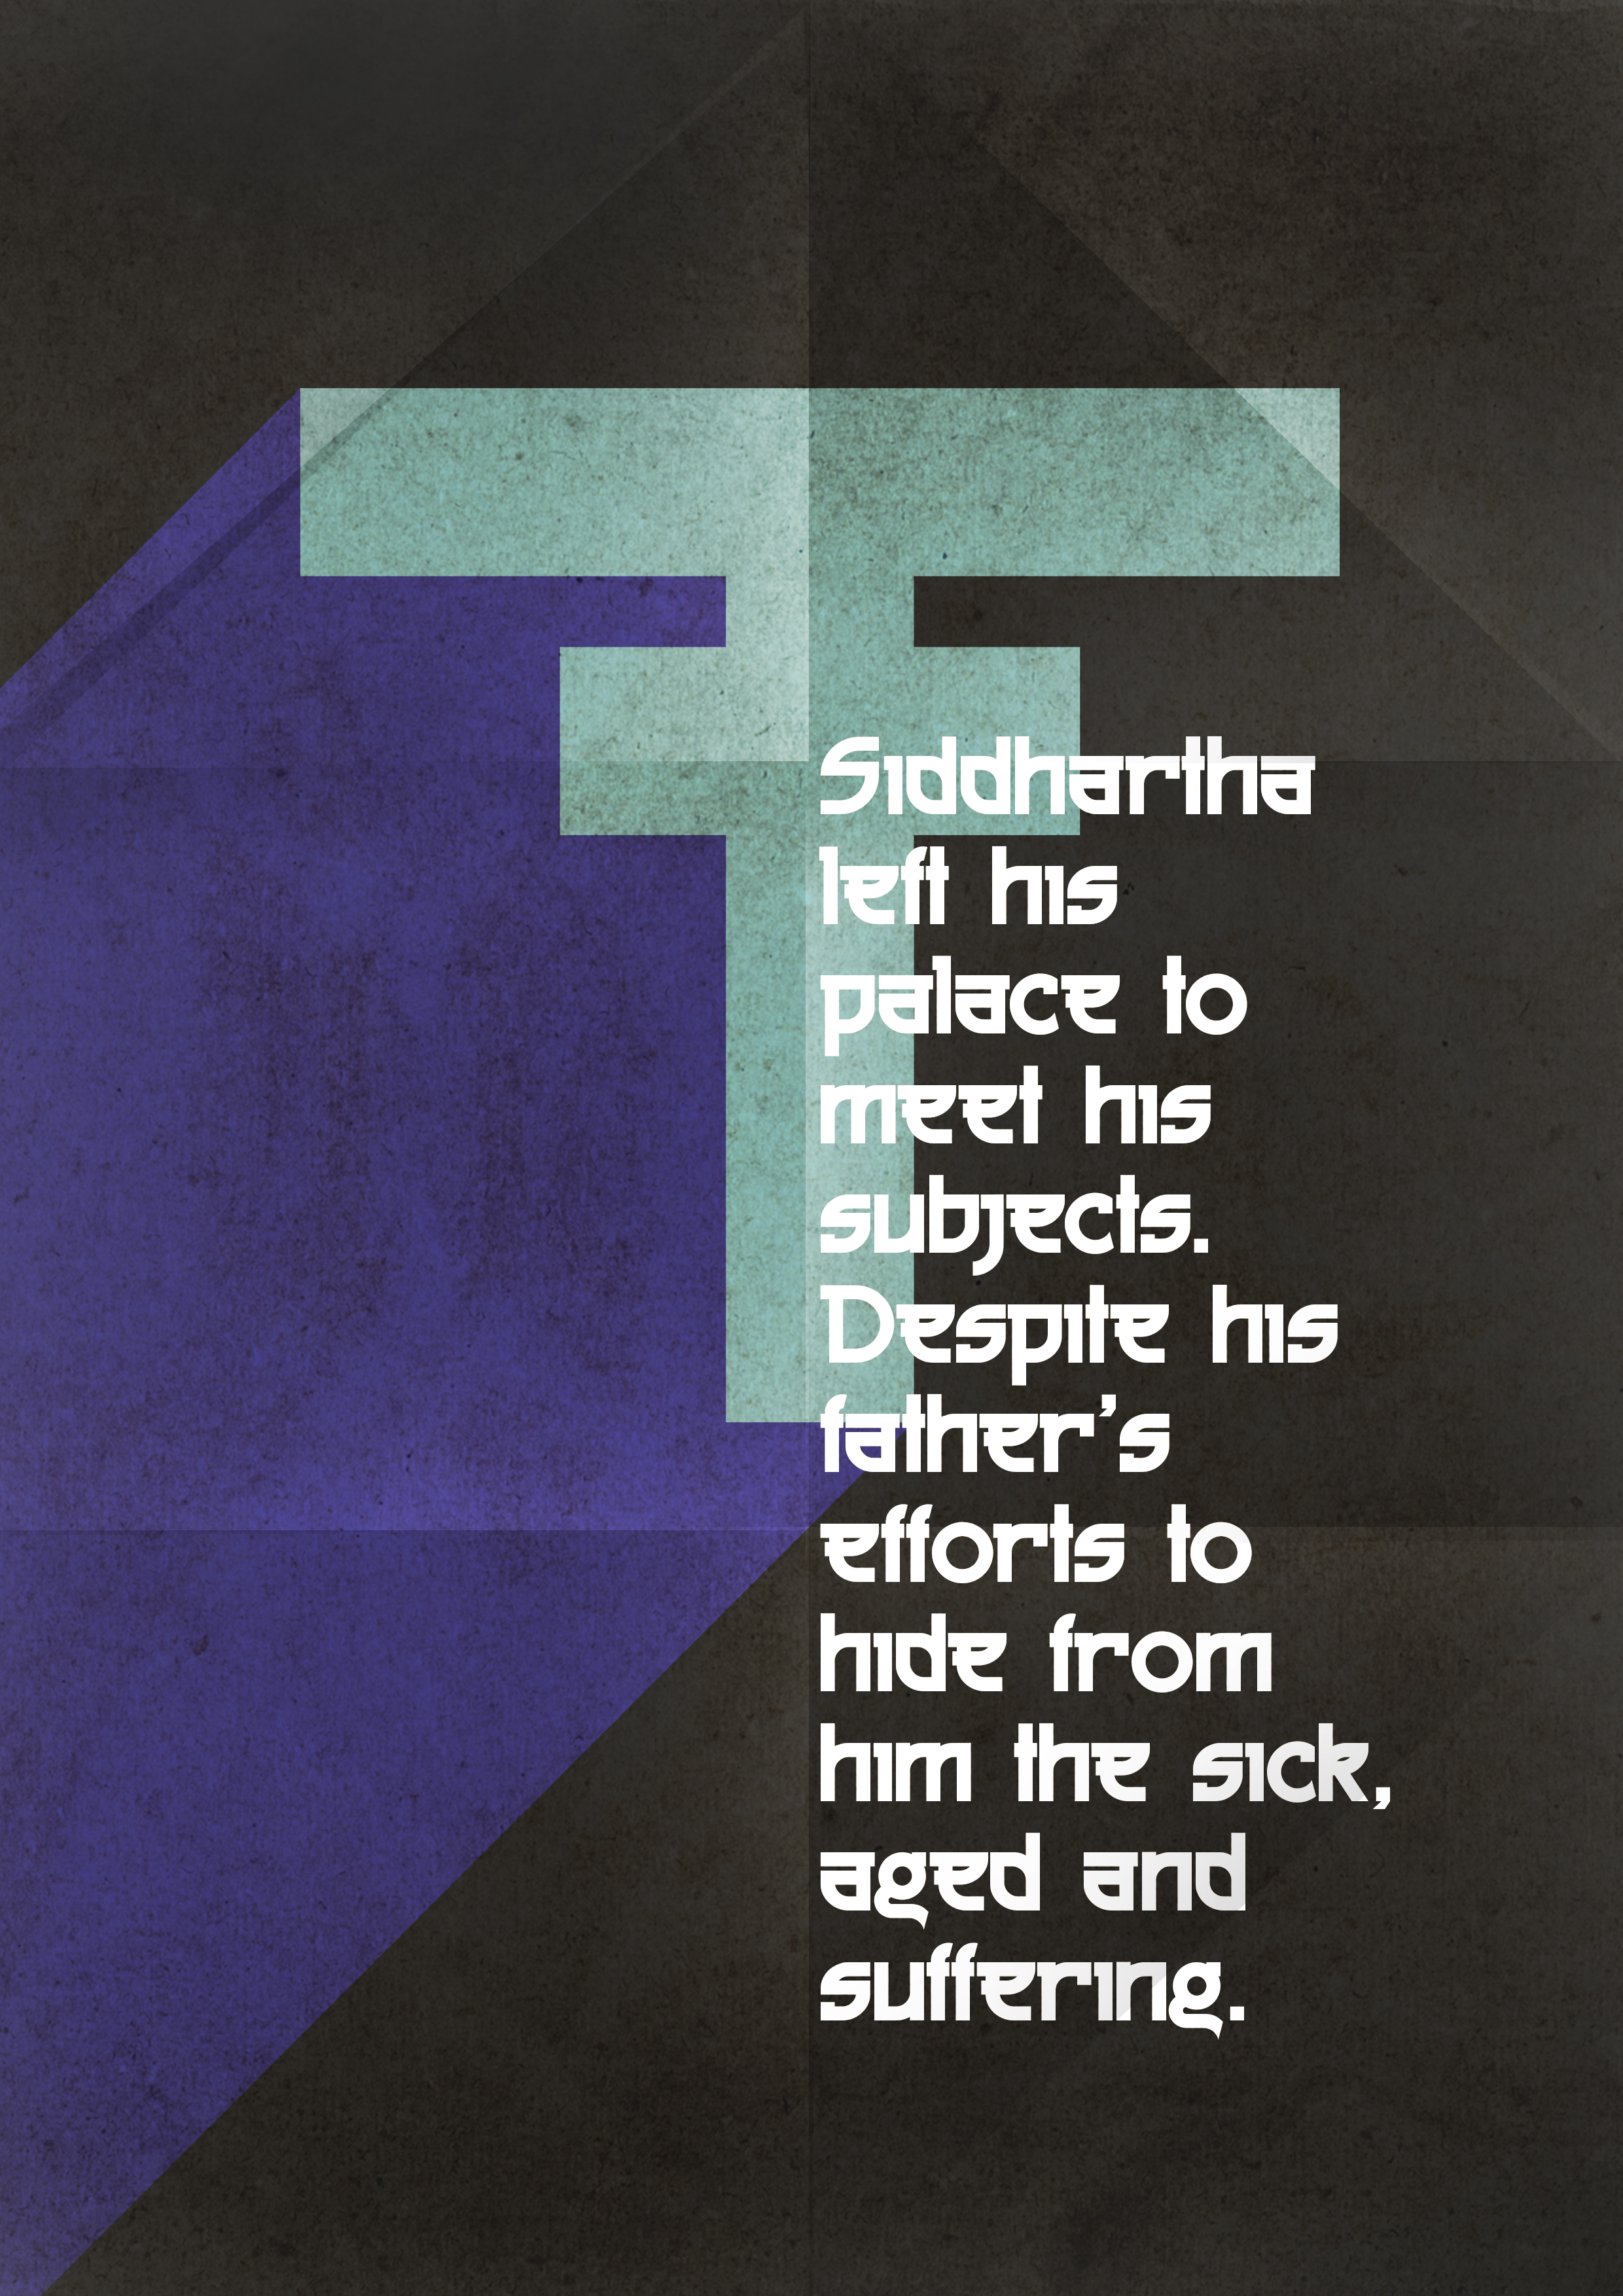 Siddhartha
left his
palace to
meet his
subjects.
Despite his
father's
efforts to
hide from
him the sick,
aged and
suffering.